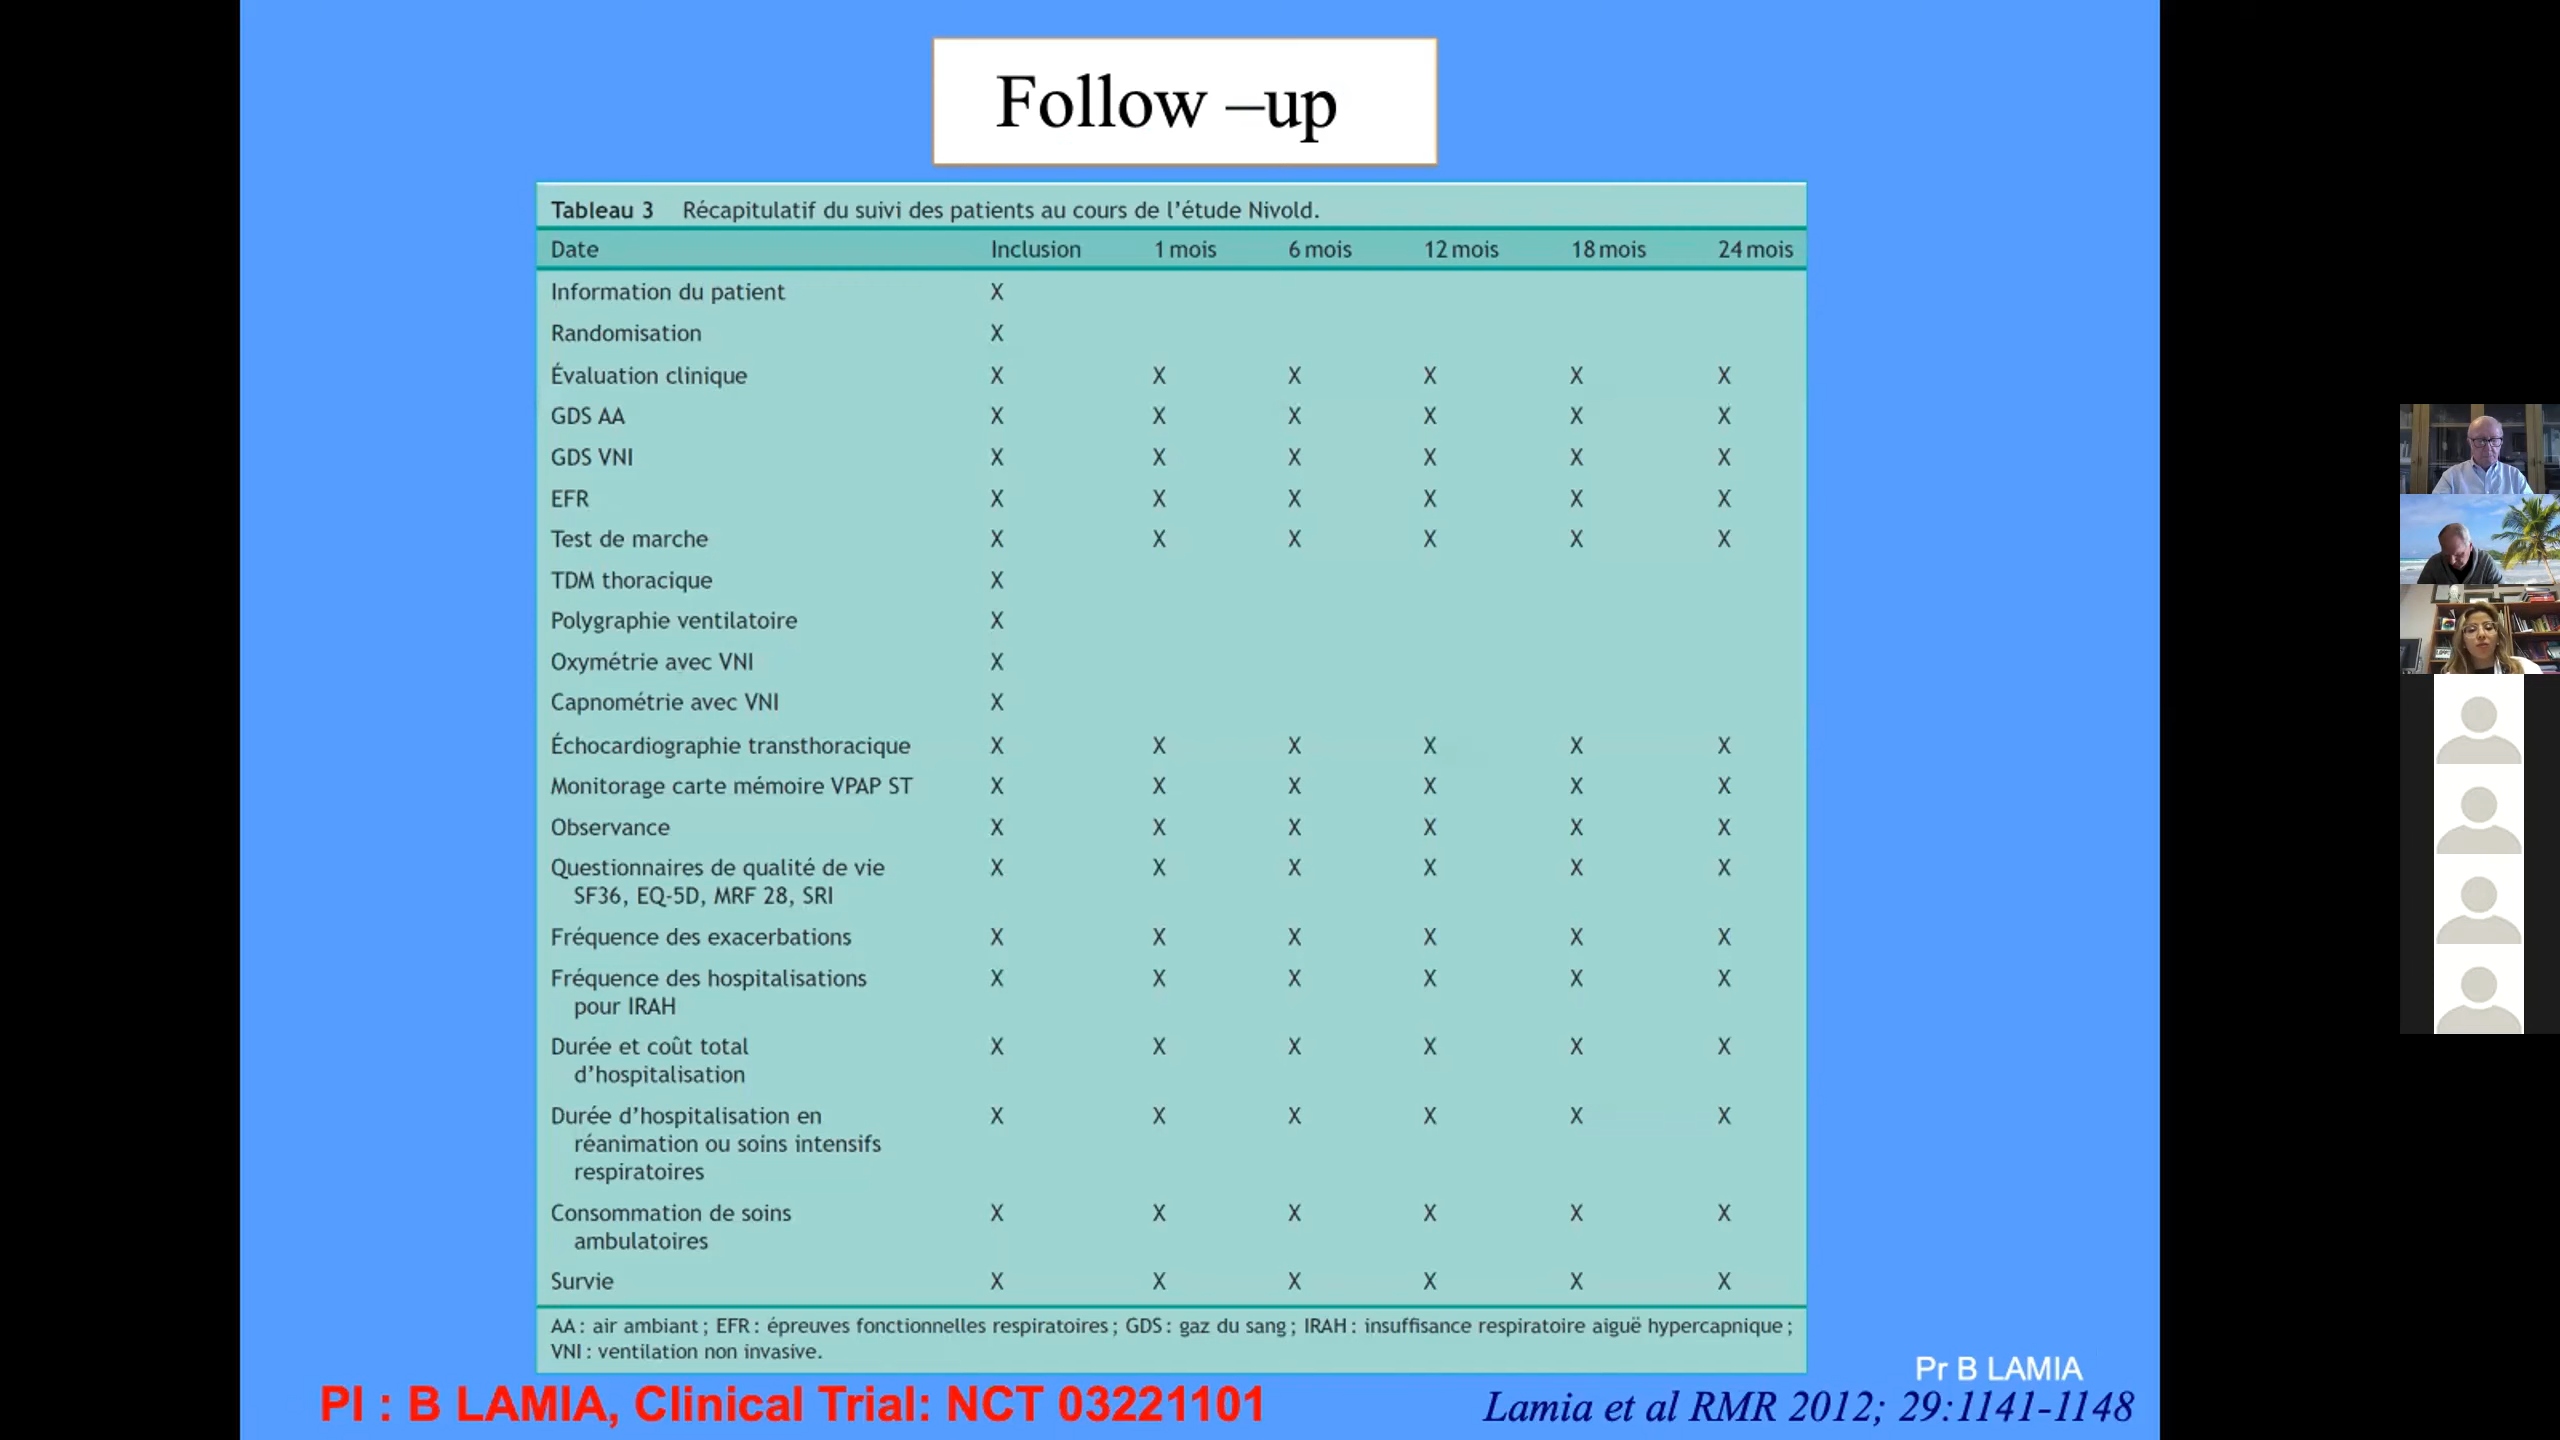 Follow –up
Tableau 3 Récapitulatif du suivi des patients au cours de l’étude Nivold.
Date Inclusion 1 mois 6 mois 12 mois 18 mois 24 mois
Information du patient X
Randomisation X
Évaluation clinique X X X X X X
GDS AA X X X X X X
GDS VNI X X X X X X
EFR X X X X X X
Test de marche X X X X X X
TDM thoracique X
Polygraphie ventilatoire X
Oxymétrie avec VNI X
Capnométrie avec VNI X
Échocardiographie transthoracique X X X X X X
Monitorage carte mémoire VPAP ST X X X X X X
Observance X X X X X X
Questionnaires de qualité de vie X X X X X X
SF36, EQ-5D, MRF 28, SRI
Fréquence des exacerbations X X X X X X
Fréquence des hospitalisations X X X X X X
pour IRAH
Durée et coût total X X X X X X
d’hospitalisation
Durée d’hospitalisation en X X X X X X
réanimation ou soins intensifs
respiratoires
Consommation de soins X X X X X X
ambulatoires
Survie X X X X X X
AA : air ambiant ; EFR : épreuves fonctionnelles respiratoires ; GDS : gaz du sang ; IRAH : insuffisance respiratoire aiguë hypercapnique ;
VNI : ventilation non invasive.
Pr B LAMIA
PI : B LAMIA, Clinical Trial: NCT 03221101
Lamia et al RMR 2012; 29:1141-1148